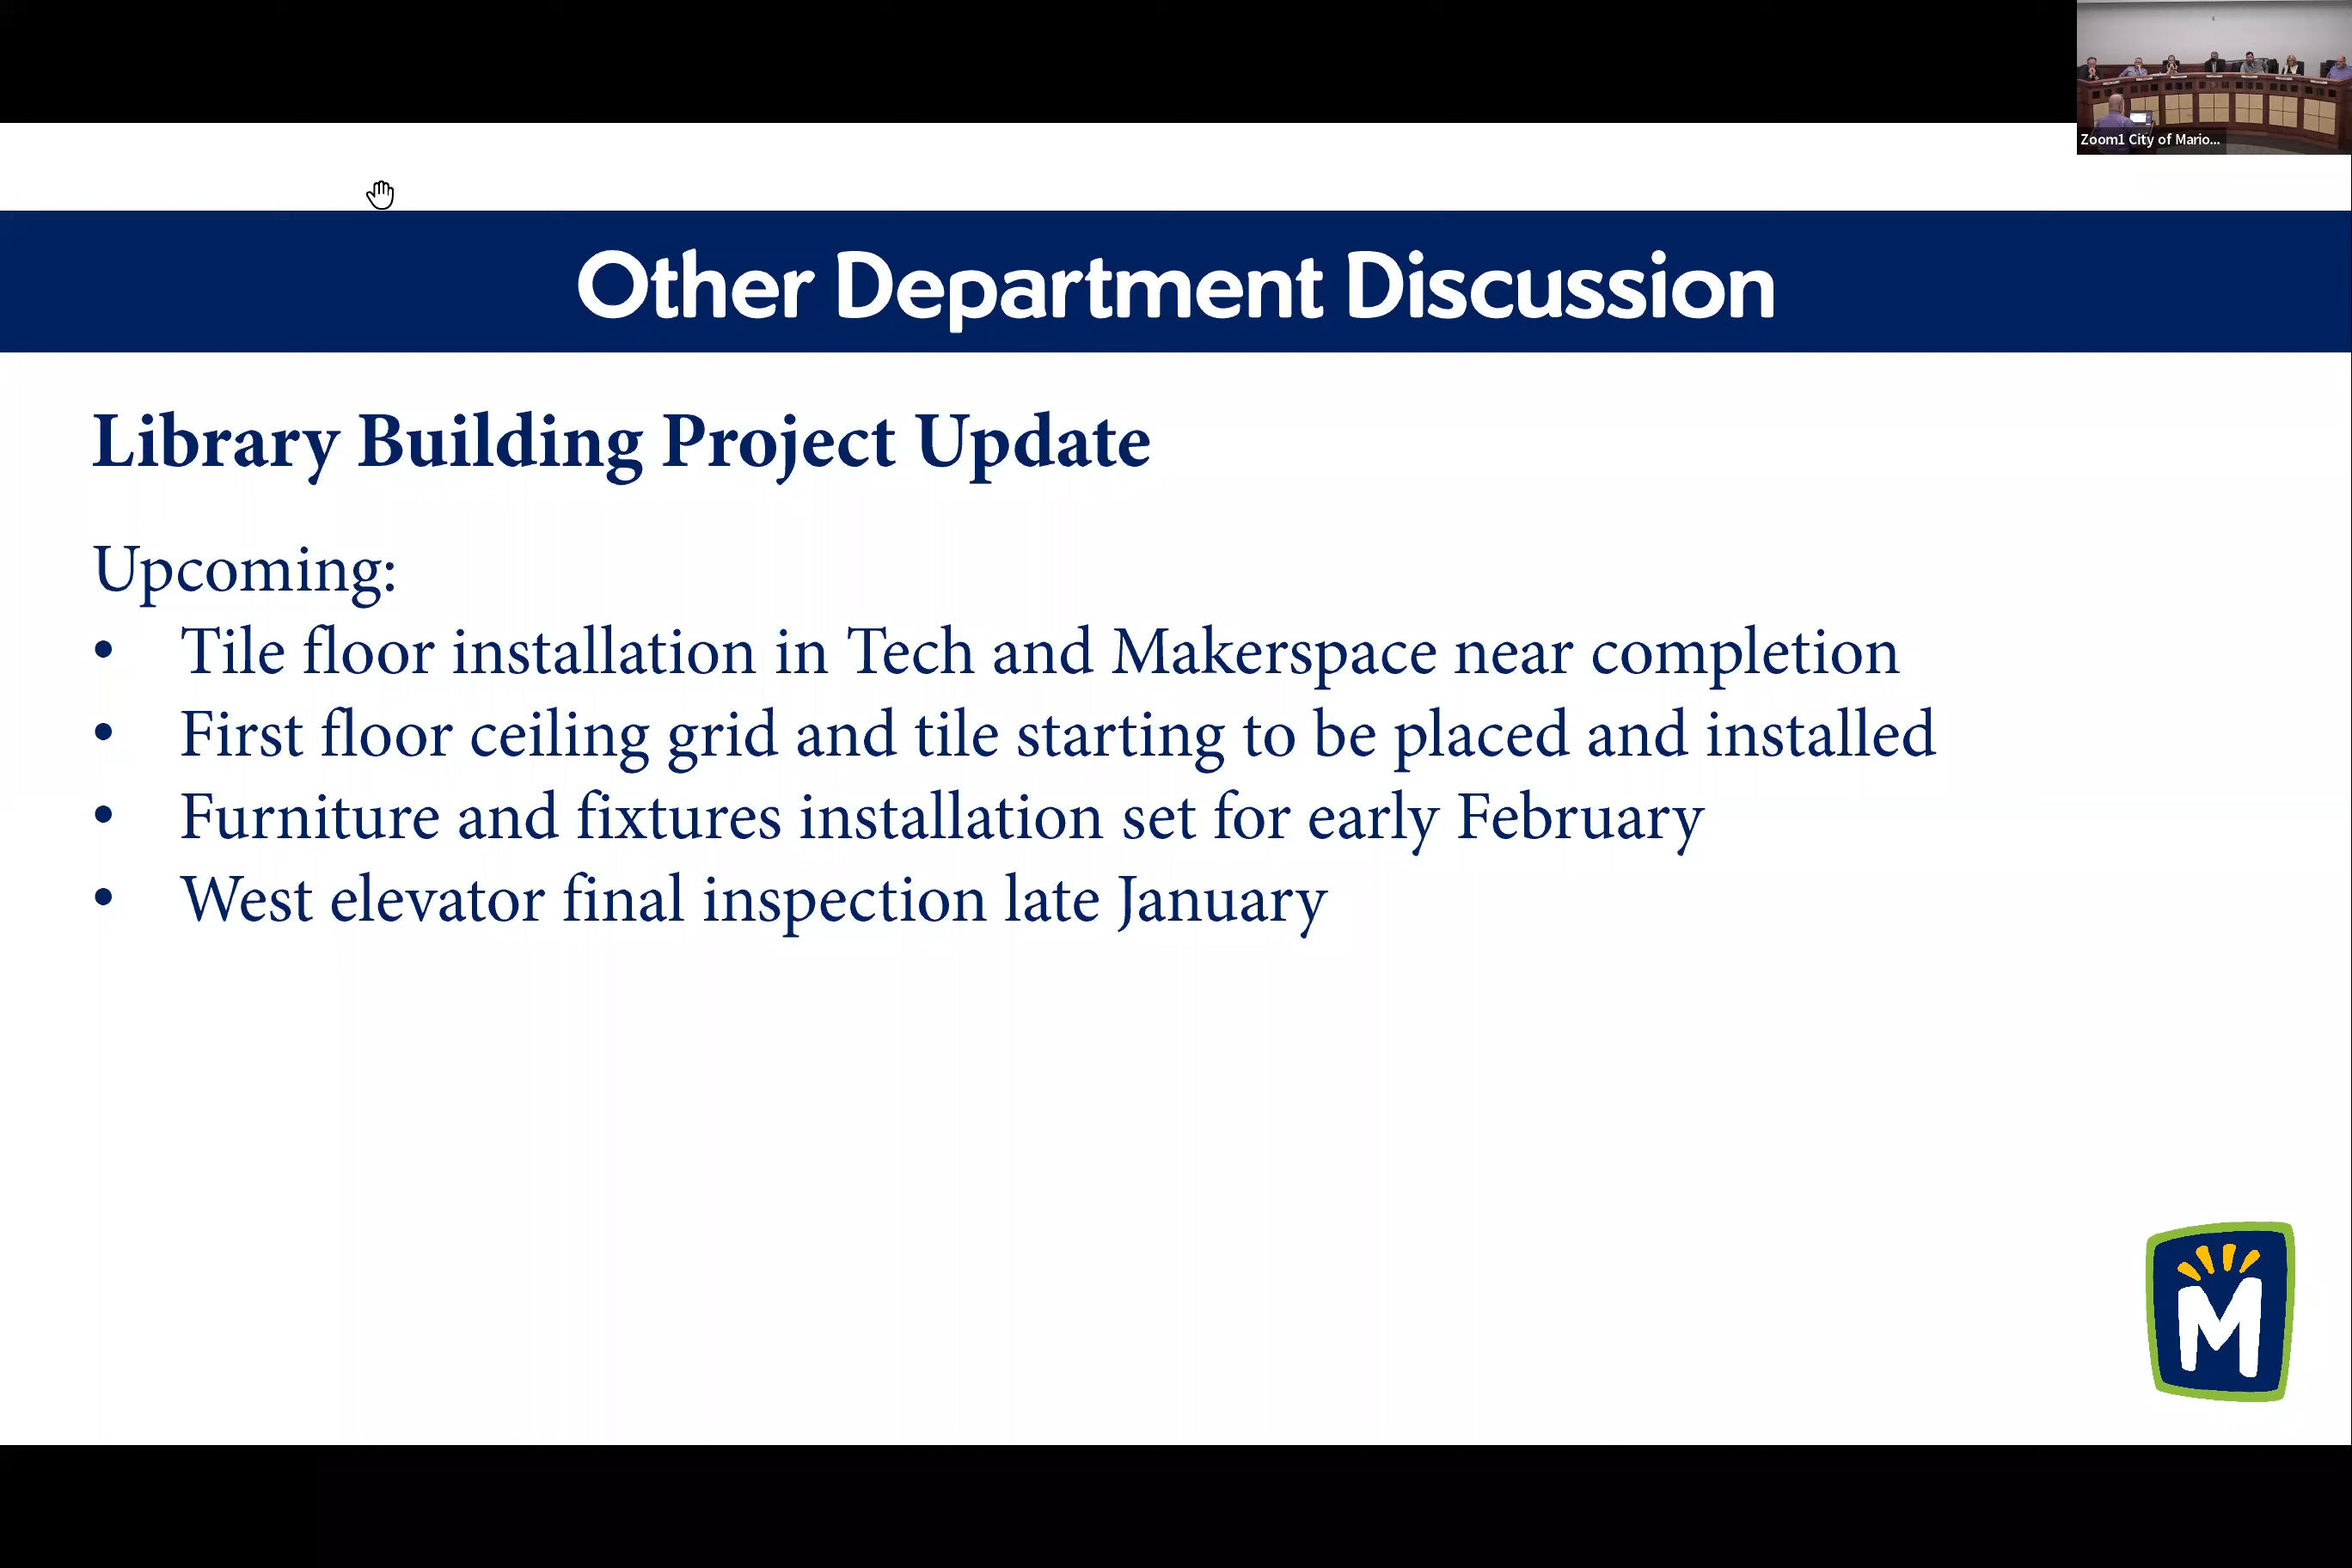 Zoom1 City of Mario...
Other Department Discussion
Library Building Project Update
Upcoming:
• Tile floor installation in Tech and Makerspace near completion
• First floor ceiling grid and tile starting to be placed and installed
• Furniture and fixtures installation set for early February
• West elevator final inspection late January
M